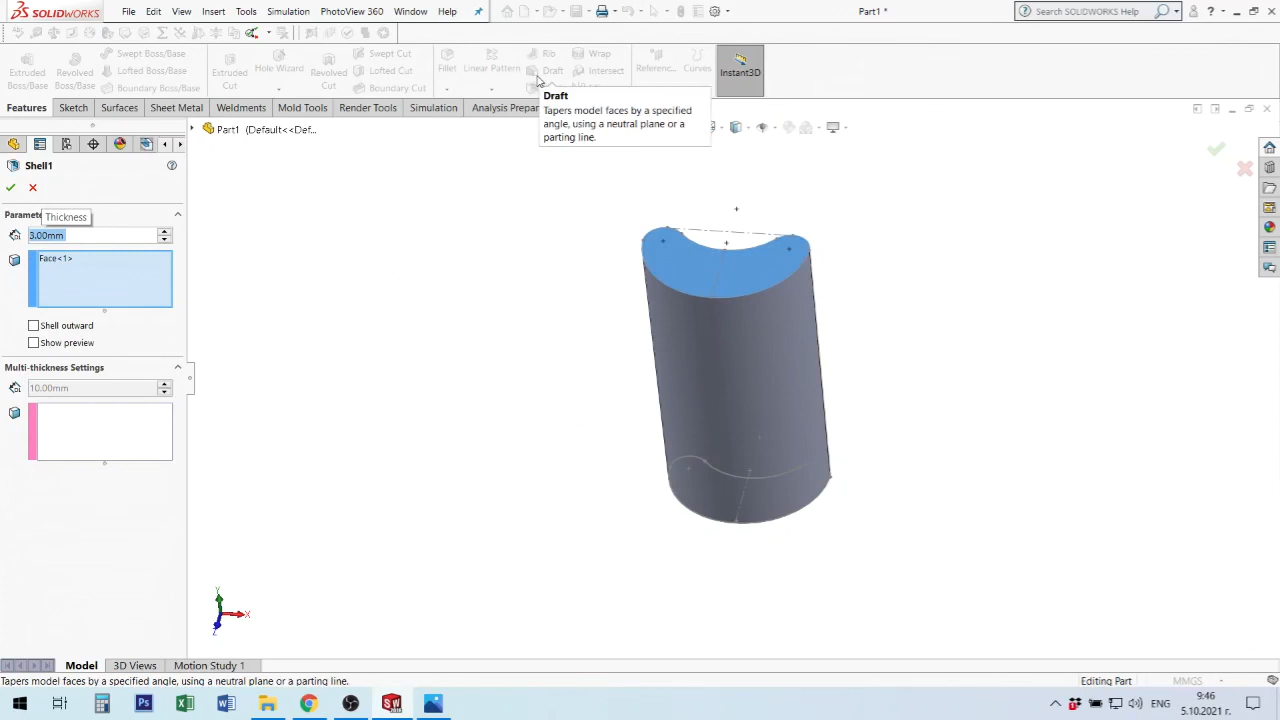 SOLIDWORKS File Edit View Insert Tools Simulation PhotoView 360 Window Help Part1 * Search SOLIDWORKS Help
Extruded Boss/Base
Revolved Boss/Base
Swept Boss/Base
Lofted Boss/Base
Boundary Boss/Base
Extruded Cut
Hole Wizard
Revolved Cut
Swept Cut
Lofted Cut
Boundary Cut
Fillet
Linear Pattern
Rib
Draft
Wrap
Intersect
Referenc...
Curves
Instant3D
Features Sketch Surfaces Sheet Metal Weldments Mold Tools Render Tools Simulation Analysis Prepar
Draft
Tapers model faces by a specified
angle, using a neutral plane or a
parting line.
Part1 (Default<<Def...
Shell1
Paramete
Thickness
3.00mm
Face<1>
Shell outward
Show preview
Multi-thickness Settings
10.00mm
Y
X
Z
Model 3D Views Motion Study 1
Tapers model faces by a specified angle, using a neutral plane or a parting line. Editing Part MMGS
ENG
9:46
5.10.2021 г.